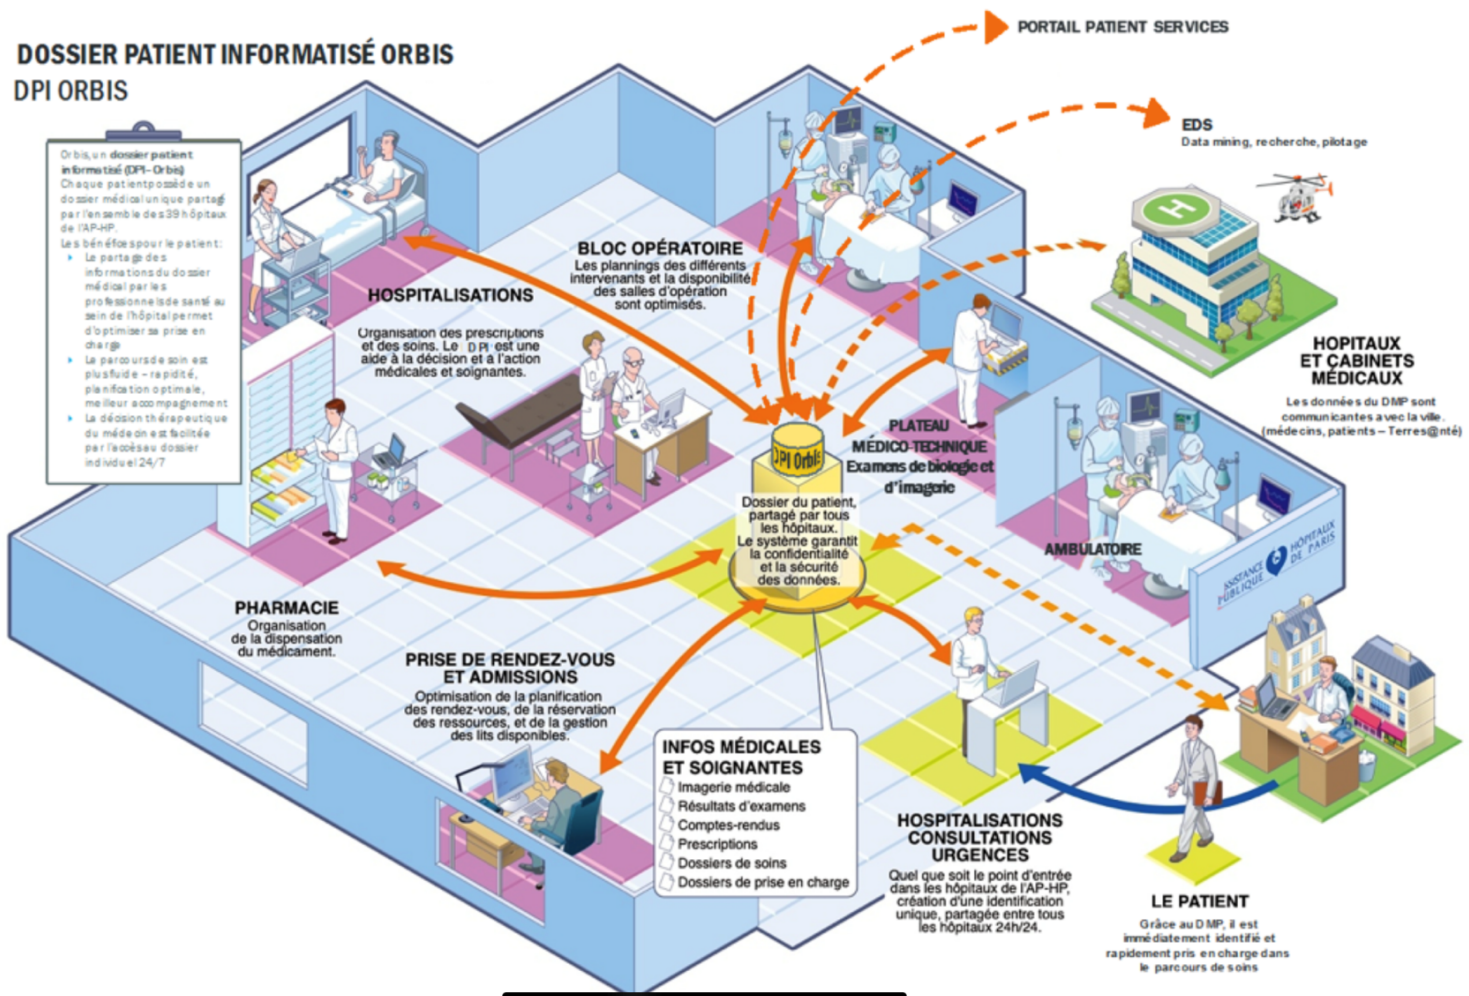 DOSSIER PATIENT INFORMATISÉ ORBIS
DPI ORBIS
Orbis, un dossier patient
informatisé (DPI–Orbis)
Chaque patient possède un
dossier médical unique partagé
par l'ensemble des 39 hôpitaux
de l'AP-HP.
Les bénéfices pour le patient :
Le partage des
informations du dossier
médical par les
professionnels de santé au
sein de l'hôpital permet
d'optimiser sa prise en
charge
Le parcours de soin est
plus fluide – rapidité,
planification optimale,
meilleur accompagnement
La décision thérapeutique
du médecin est facilitée
par l'accès au dossier
individuel 24/7
PORTAIL PATIENT SERVICES
EDS
Data mining, recherche, pilotage
BLOC OPÉRATOIRE
Les plannings des différents
intervenants et la disponibilité
des salles d'opération
sont optimisés.
HOSPITALISATIONS
Organisation des prescriptions
et des soins. Le DPI est une
aide à la décision et à l'action
médicales et soignantes.
HOPITAUX
ET CABINETS
MÉDICAUX
Les données du DMP sont
communicantes avec la ville.
(médecins, patients – Terres@nté)
PLATEAU
MÉDICO-TECHNIQUE
Examens de biologie et
d'imagerie
DPI Orbis
Dossier du patient,
partagé par tous
les hôpitaux.
Le système garantit
la confidentialité
et la sécurité
des données.
AMBULATOIRE
ASSISTANCE
PUBLIQUE
HÔPITAUX
DE PARIS
PHARMACIE
Organisation
de la dispensation
du médicament.
PRISE DE RENDEZ-VOUS
ET ADMISSIONS
Optimisation de la planification
des rendez-vous, de la réservation
des ressources, et de la gestion
des lits disponibles.
INFOS MÉDICALES
ET SOIGNANTES
Imagerie médicale
Résultats d'examens
Comptes-rendus
Prescriptions
Dossiers de soins
Dossiers de prise en charge
HOSPITALISATIONS
CONSULTATIONS
URGENCES
Quel que soit le point d'entrée
dans les hôpitaux de l'AP-HP,
création d'une identification
unique, partagée entre tous
les hôpitaux 24h/24.
LE PATIENT
Grâce au DMP, il est
immédiatement identifié et
rapidement pris en charge dans
le parcours de soins
H